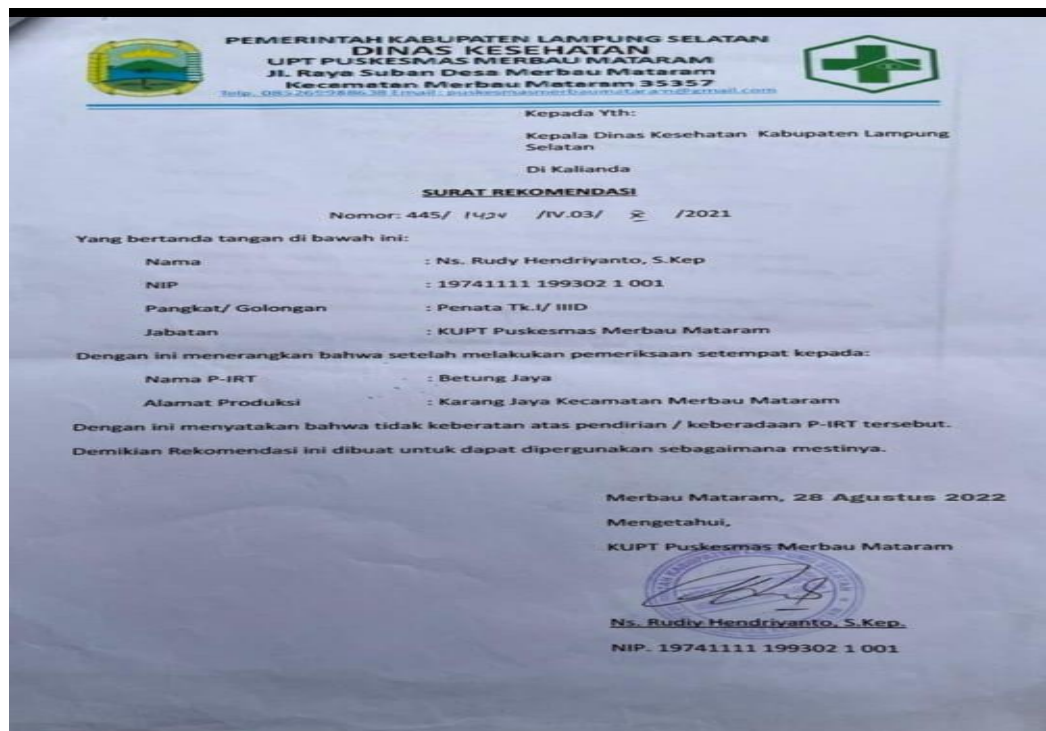 PEMERINTAH KABUPATEN LAMPUNG SELATAN
DINAS KESEHATAN
UPT PUSKESMAS MERBAU MATARAM
Jl. Raya Suban Desa Merbau Mataram
Kecamatan Merbau Mataram 35357
Telp. Email : puskesmasmerbaumataram@gmail.com
Kepada Yth:
Kepala Dinas Kesehatan Kabupaten Lampung
Selatan
Di Kalianda
SURAT REKOMENDASI
Nomor: 445/ /IV.03/ /2021
Yang bertanda tangan di bawah ini:
Nama : Ns. Rudy Hendriyanto, S.Kep
NIP : 19741111 199302 1 001
Pangkat/ Golongan : Penata Tk.I/ IIID
Jabatan : KUPT Puskesmas Merbau Mataram
Dengan ini menerangkan bahwa setelah melakukan pemeriksaan setempat kepada:
Nama P-IRT : Betung Jaya
Alamat Produksi : Karang Jaya Kecamatan Merbau Mataram
Dengan ini menyatakan bahwa tidak keberatan atas pendirian / keberadaan P-IRT tersebut.
Demikian Rekomendasi ini dibuat untuk dapat dipergunakan sebagaimana mestinya.
Merbau Mataram, 28 Agustus 2022
Mengetahui,
KUPT Puskesmas Merbau Mataram
Ns. Rudiy Hendriyanto, S.Kep.
NIP. 19741111 199302 1 001